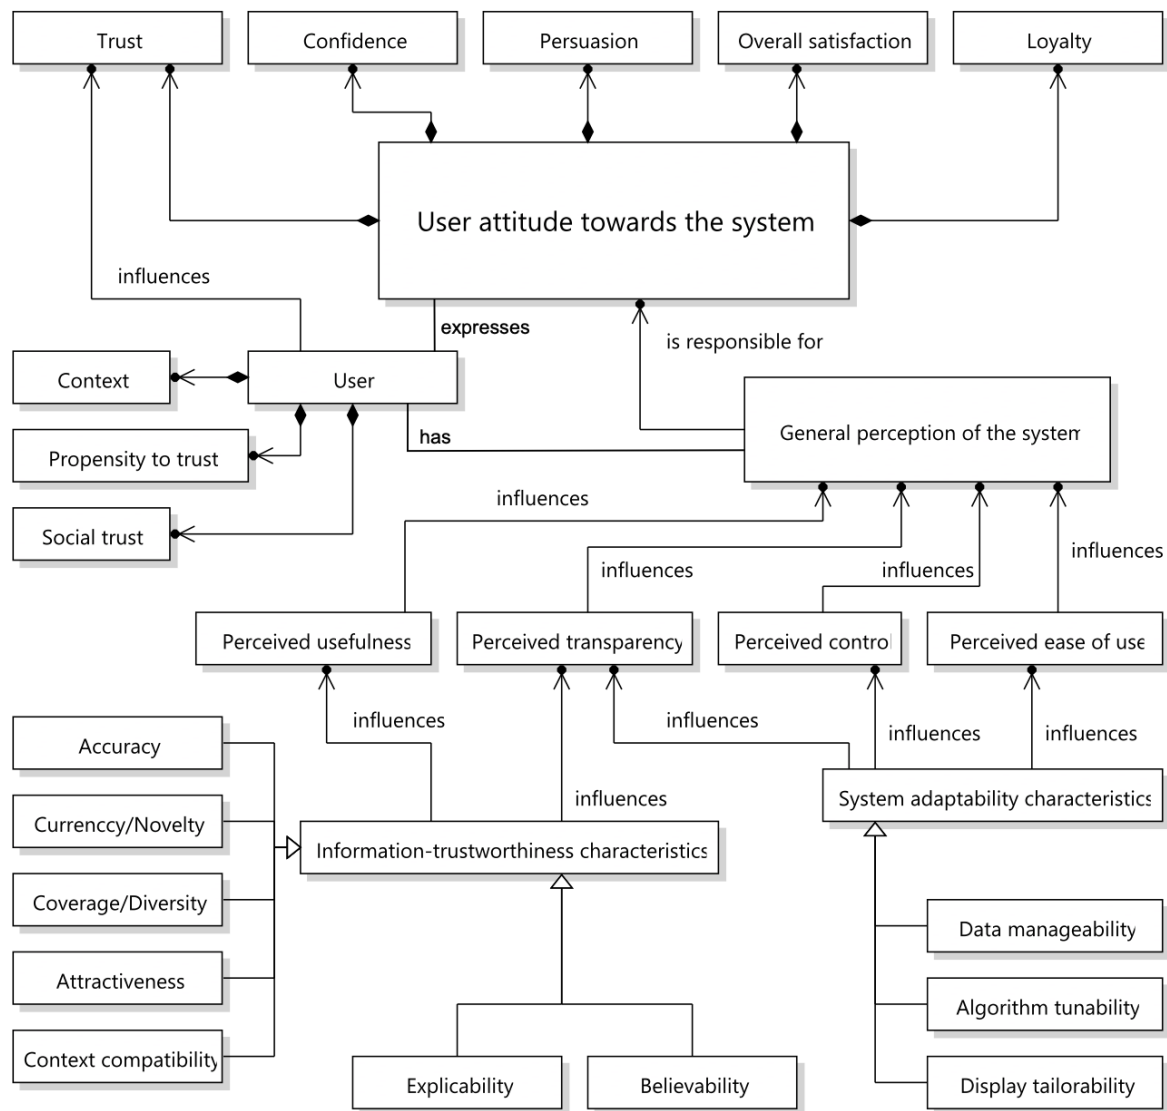 Trust
Confidence
Persuasion
Overall satisfaction
Loyalty
User attitude towards the system
influences
expresses
is responsible for
Context
User
General perception of the system
has
Propensity to trust
Social trust
influences
influences
influences
influences
Perceived usefulness
Perceived transparency
Perceived control
Perceived ease of use
influences
influences
influences
influences
Accuracy
influences
System adaptability characteristics
Currenccy/Novelty
Information-trustworthiness characteristics
Coverage/Diversity
Data manageability
Attractiveness
Algorithm tunability
Context compatibility
Explicability
Believability
Display tailorability